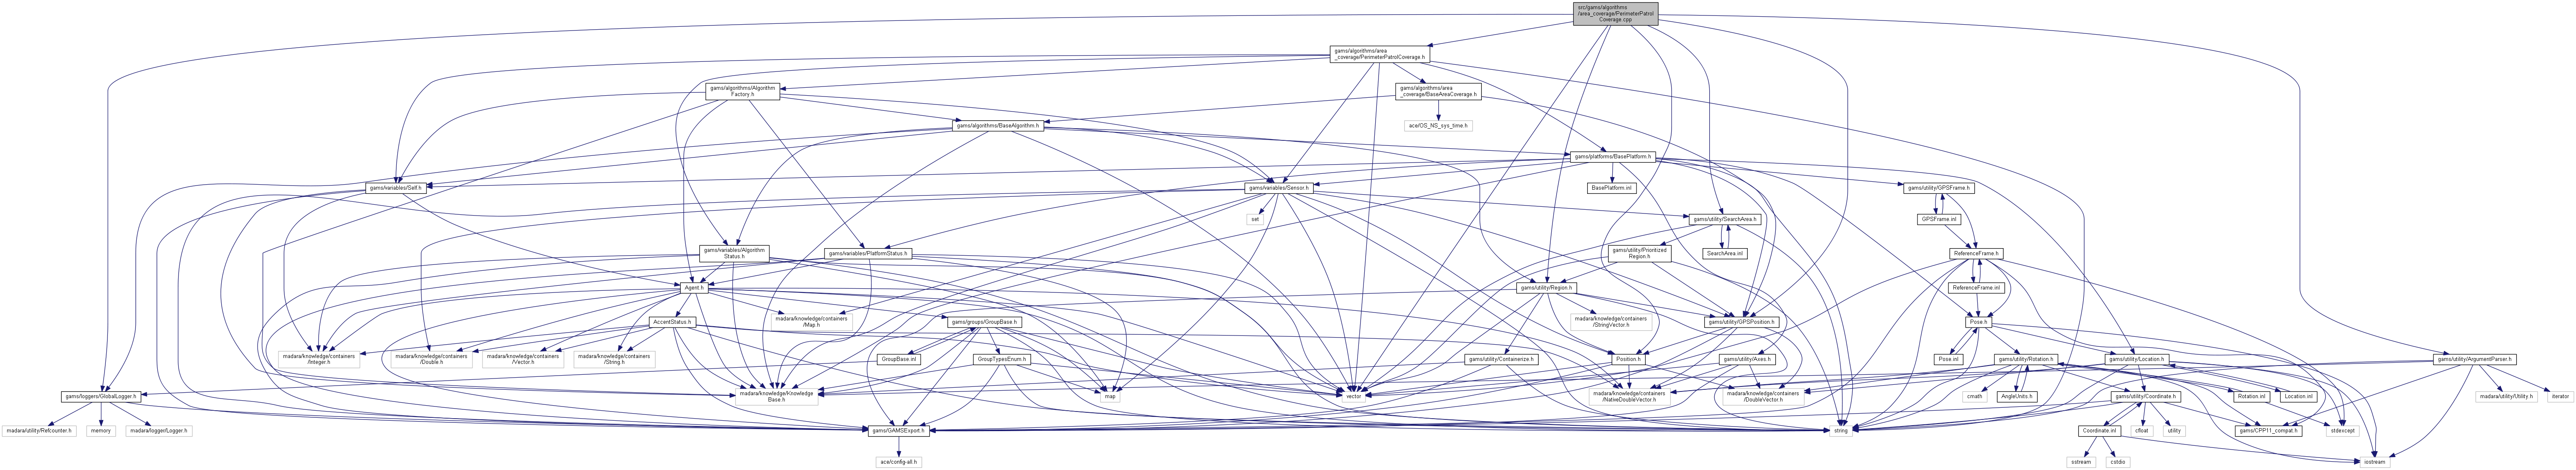 src/gams/algorithms
/area_coverage/PerimeterPatrol
Coverage.cpp
gams/algorithms/area
_coverage/PerimeterPatrolCoverage.h
gams/algorithms/Algorithm
Factory.h
gams/algorithms/area
_coverage/BaseAreaCoverage.h
gams/algorithms/BaseAlgorithm.h
ace/OS_NS_sys_time.h
gams/platforms/BasePlatform.h
gams/variables/Self.h
gams/variables/Sensor.h
BasePlatform.inl
gams/utility/GPSFrame.h
set
gams/utility/SearchArea.h
GPSFrame.inl
gams/variables/Algorithm
Status.h
gams/variables/PlatformStatus.h
gams/utility/Prioritized
Region.h
SearchArea.inl
ReferenceFrame.h
Agent.h
gams/utility/Region.h
ReferenceFrame.inl
AccentStatus.h
madara/knowledge/containers
/Map.h
gams/groups/GroupBase.h
madara/knowledge/containers
/StringVector.h
gams/utility/GPSPosition.h
Pose.h
madara/knowledge/containers
/Integer.h
madara/knowledge/containers
/Double.h
madara/knowledge/containers
/Vector.h
madara/knowledge/containers
/String.h
GroupBase.inl
GroupTypesEnum.h
gams/utility/Containerize.h
Position.h
gams/utility/Axes.h
Pose.inl
gams/utility/Rotation.h
gams/utility/Location.h
gams/utility/ArgumentParser.h
gams/loggers/GlobalLogger.h
madara/knowledge/Knowledge
Base.h
map
vector
madara/knowledge/containers
/NativeDoubleVector.h
madara/knowledge/containers
/DoubleVector.h
cmath
AngleUnits.h
gams/utility/Coordinate.h
Rotation.inl
Location.inl
madara/utility/Utility.h
iterator
madara/utility/Refcounter.h
memory
madara/logger/Logger.h
gams/GAMSExport.h
string
Coordinate.inl
cfloat
utility
gams/CPP11_compat.h
stdexcept
ace/config-all.h
sstream
cstdio
iostream